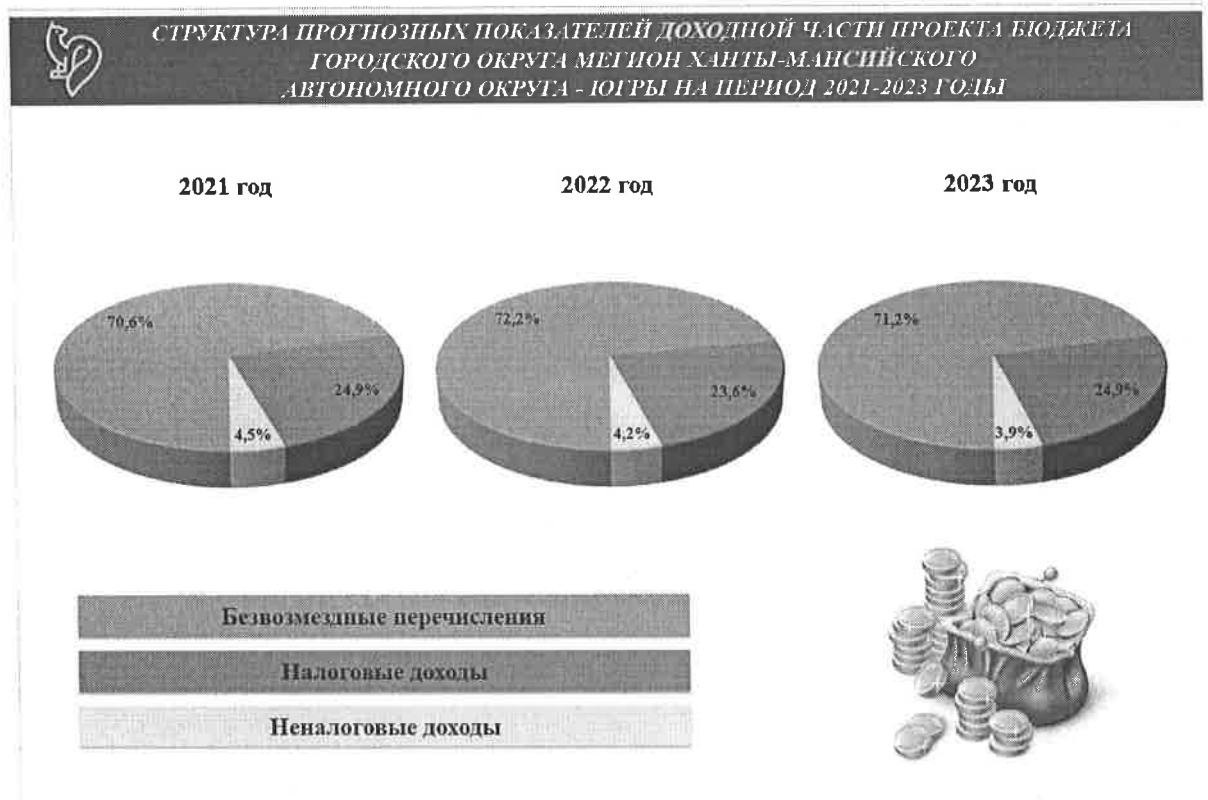 СТРУКТУРА ПРОГНОЗНЫХ ПОКАЗАТЕЛЕЙ ДОХОДНОЙ ЧАСТИ ПРОЕКТА БЮДЖЕТА
ГОРОДСКОГО ОКРУГА МЕГИОН ХАНТЫ-МАНСИЙСКОГО
АВТОНОМНОГО ОКРУГА - ЮГРЫ НА ПЕРИОД 2021-2023 ГОДЫ
2021 год
2022 год
2023 год
70,6%
24,9%
4,5%
72,2%
23,6%
4,2%
71,2%
24,9%
3,9%
Безвозмездные перечисления
Налоговые доходы
Неналоговые доходы